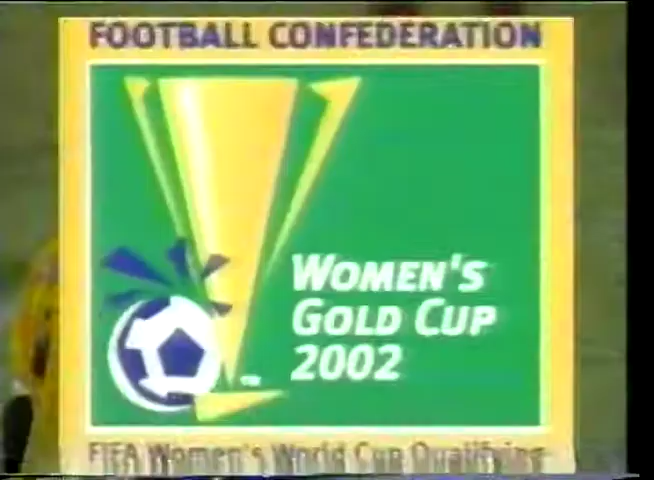 FOOTBALL CONFEDERATION
WOMEN'S
GOLD CUP
2002
™
FIFA Women's World Cup Qualifying